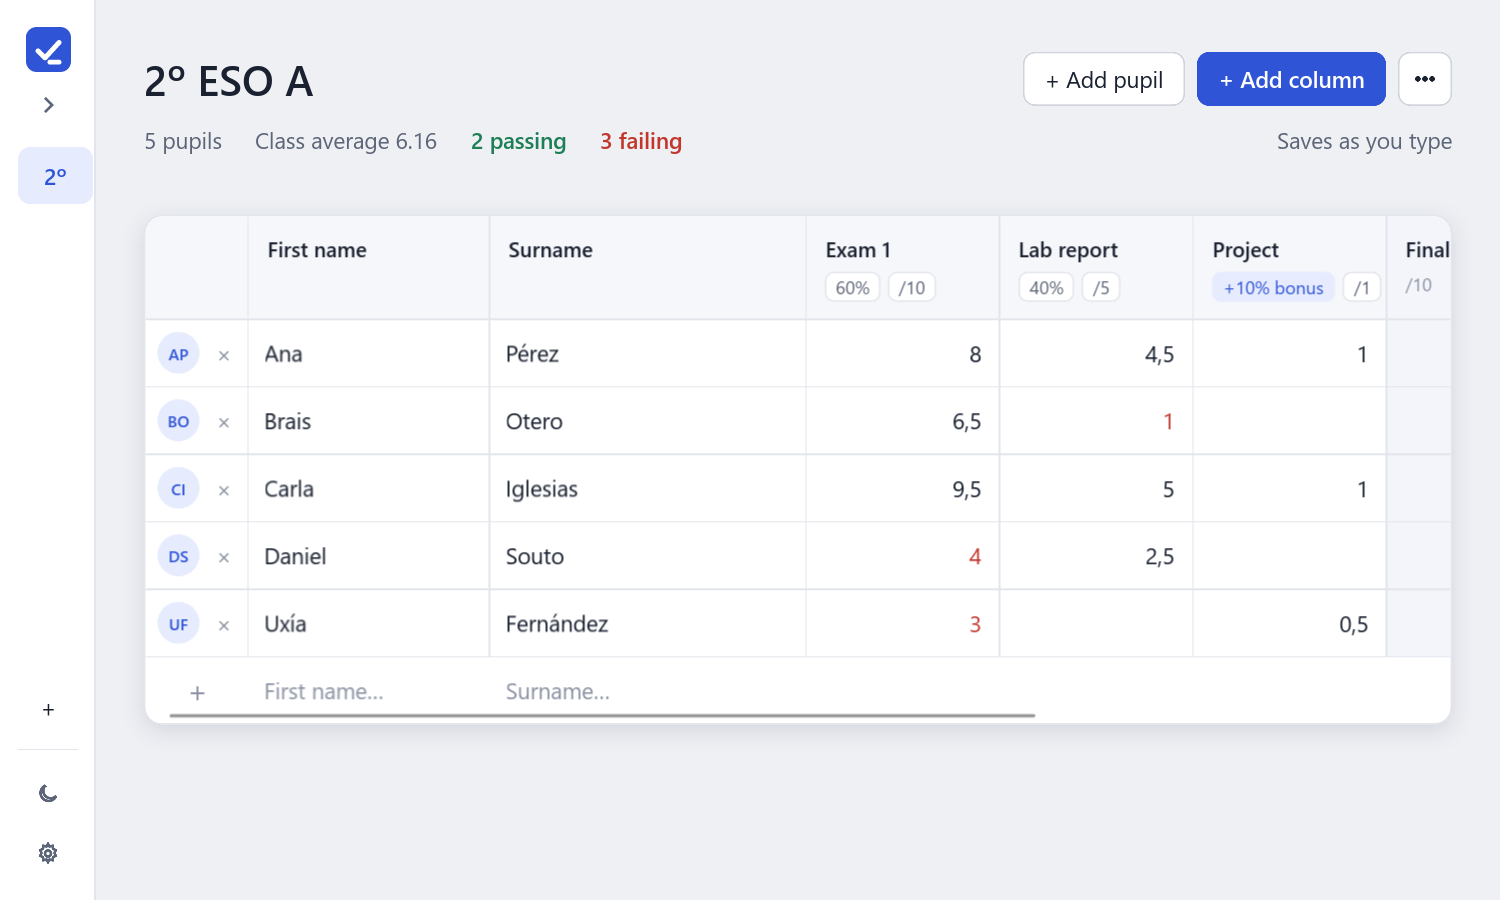 2º ESO A
+ Add pupil
+ Add column
•••
5 pupils Class average 6.16 2 passing 3 failing
Saves as you type
2º
First name Surname Exam 1 Lab report Project Final
60% /10 40% /5 +10% bonus /1 /10
AP × Ana Pérez 8 4,5 1
BO × Brais Otero 6,5 1
CI × Carla Iglesias 9,5 5 1
DS × Daniel Souto 4 2,5
UF × Uxía Fernández 3 0,5
+ First name... Surname...
+